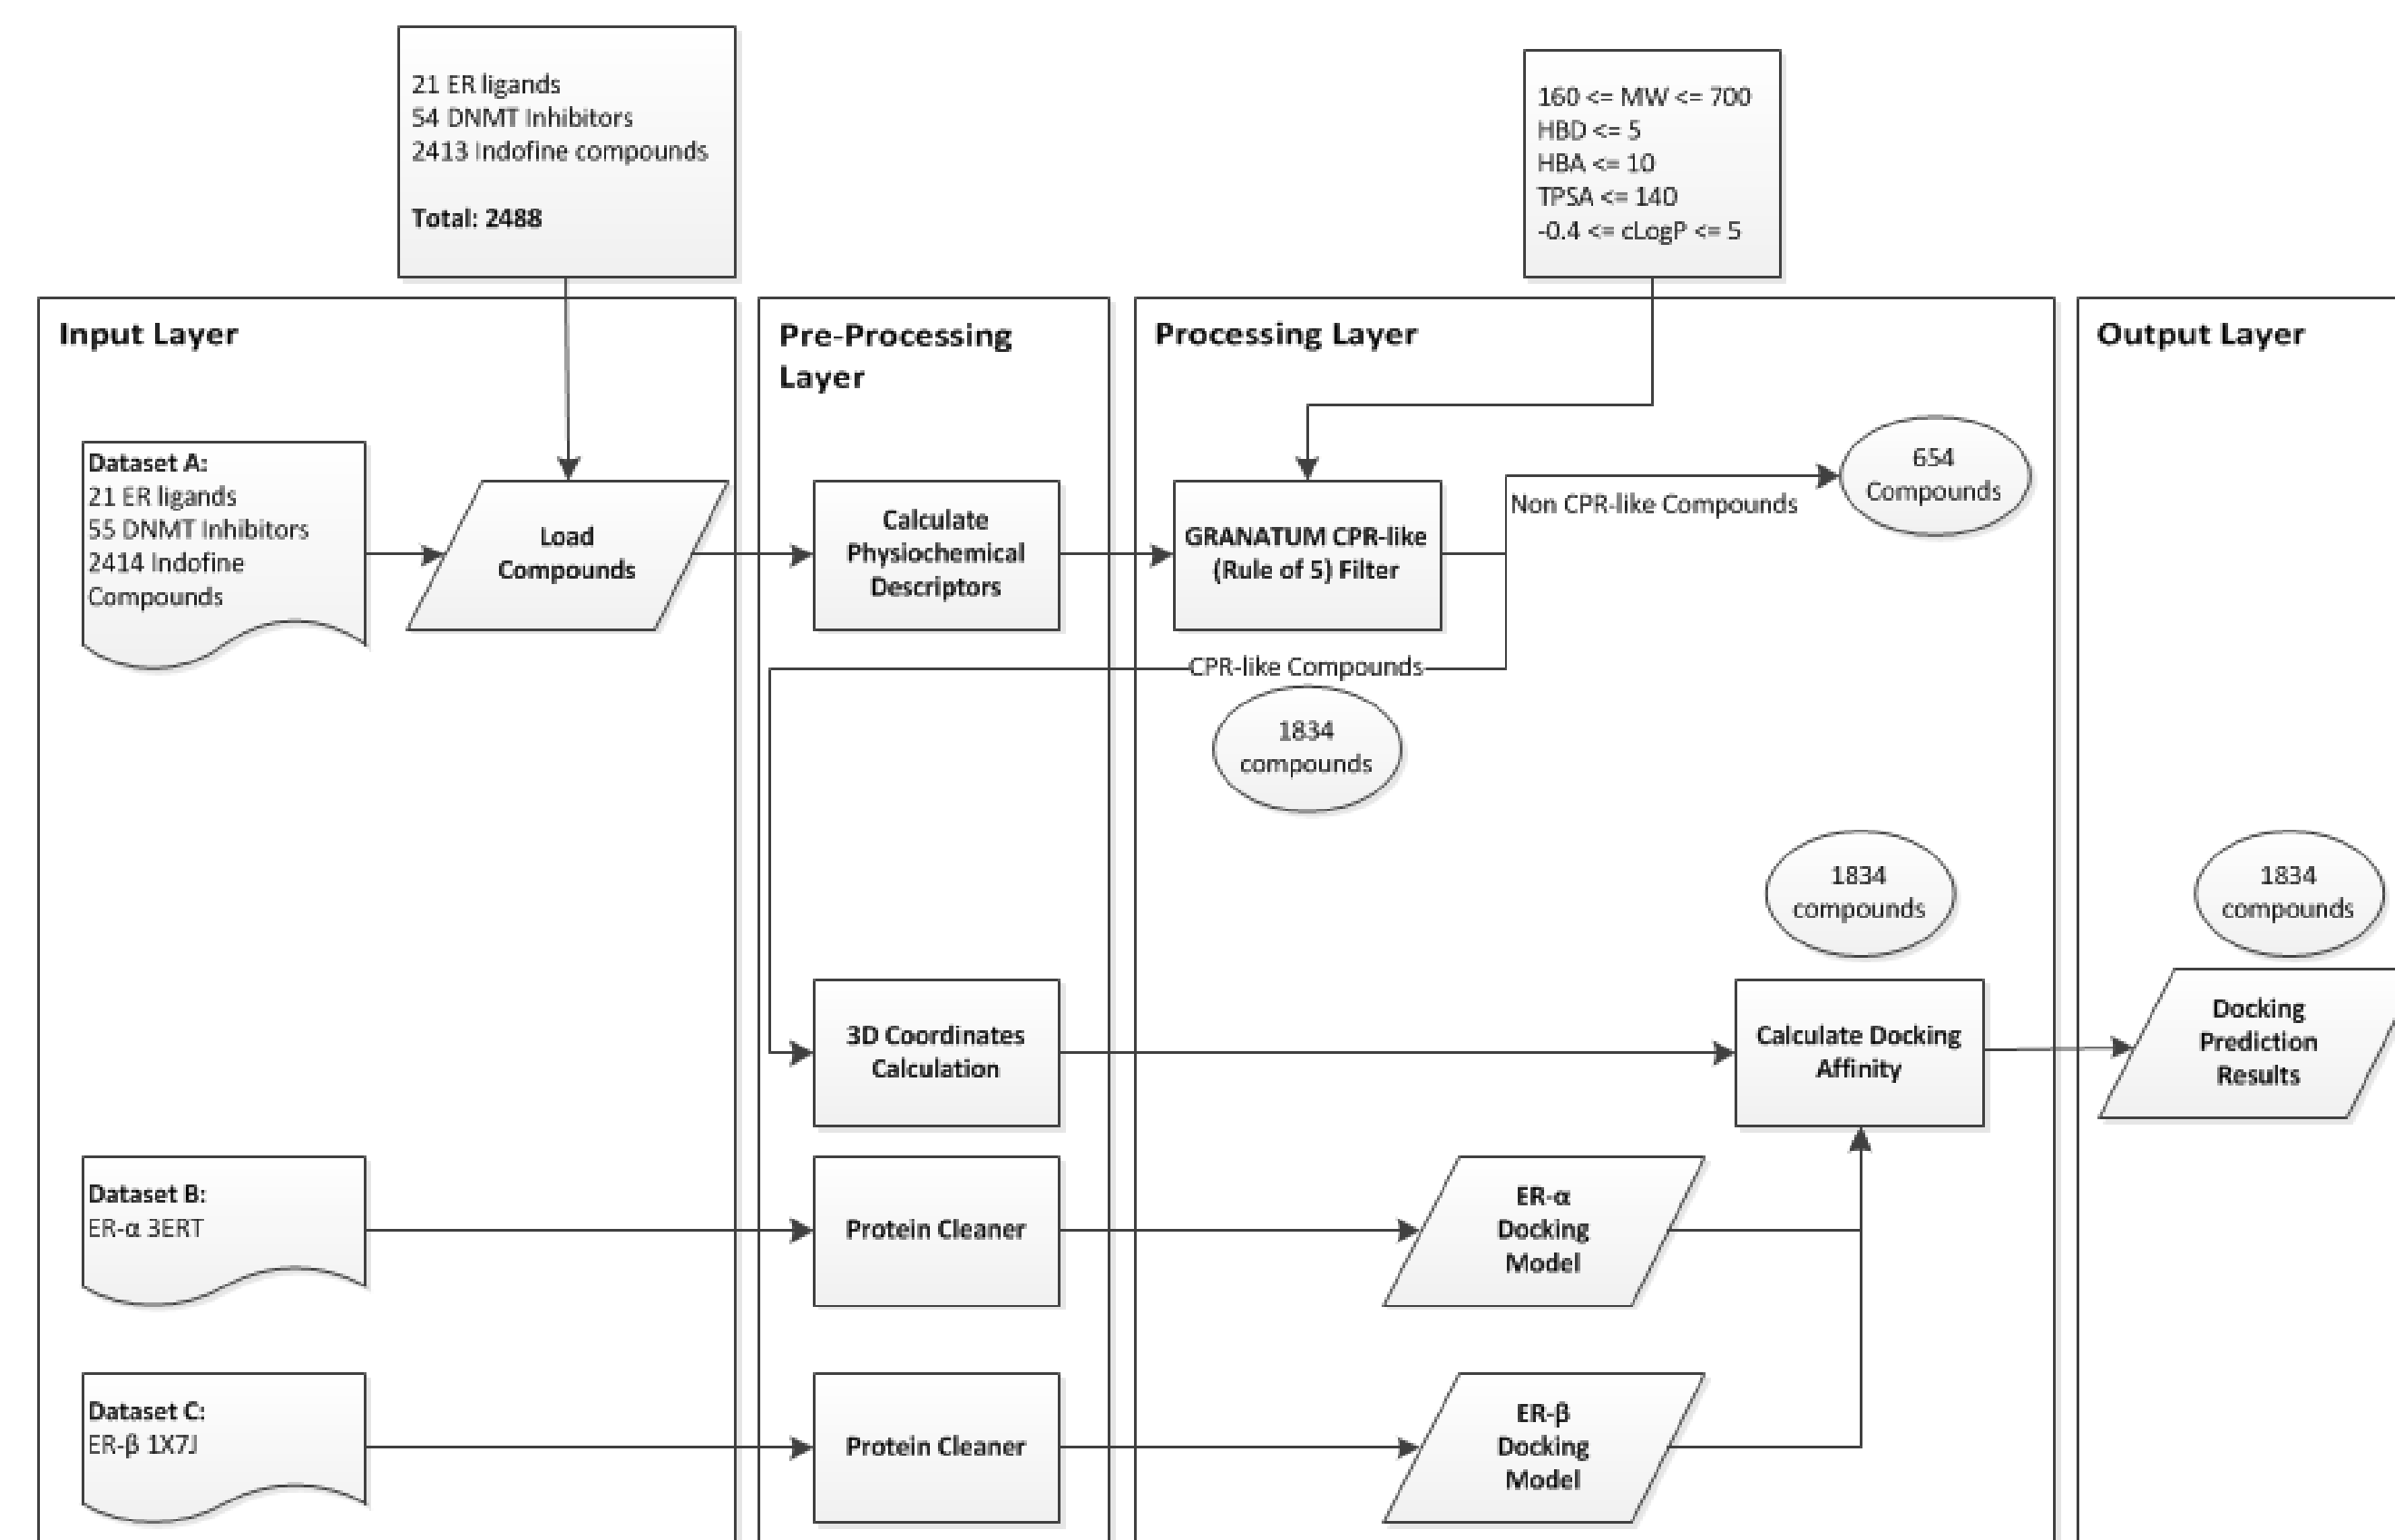 21 ER ligands
54 DNMT Inhibitors
2413 Indofine compounds
Total: 2488
160 <= MW <= 700
HBD <= 5
HBA <= 10
TPSA <= 140
-0.4 <= cLogP <= 5
Input Layer
Pre-Processing
Layer
Processing Layer
Output Layer
Dataset A:
21 ER ligands
55 DNMT Inhibitors
2414 Indofine
Compounds
Load
Compounds
Calculate
Physiochemical
Descriptors
GRANATUM CPR-like
(Rule of 5) Filter
Non CPR-like Compounds
654
Compounds
CPR-like Compounds
1834
compounds
1834
compounds
1834
compounds
3D Coordinates
Calculation
Calculate Docking
Affinity
Docking
Prediction
Results
Dataset B:
ER-α 3ERT
Protein Cleaner
ER-α
Docking
Model
Dataset C:
ER-β 1X7J
Protein Cleaner
ER-β
Docking
Model